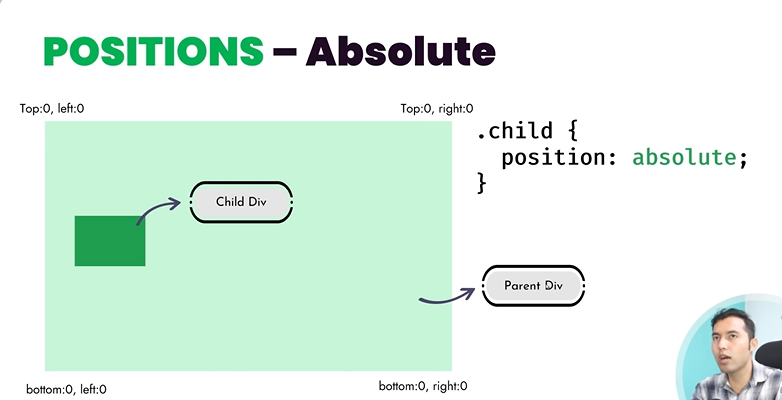 POSITIONS – Absolute
Top:0, left:0
Top:0, right:0
.child {
position: absolute;
}
Child Div
Parent Div
bottom:0, left:0
bottom:0, right:0